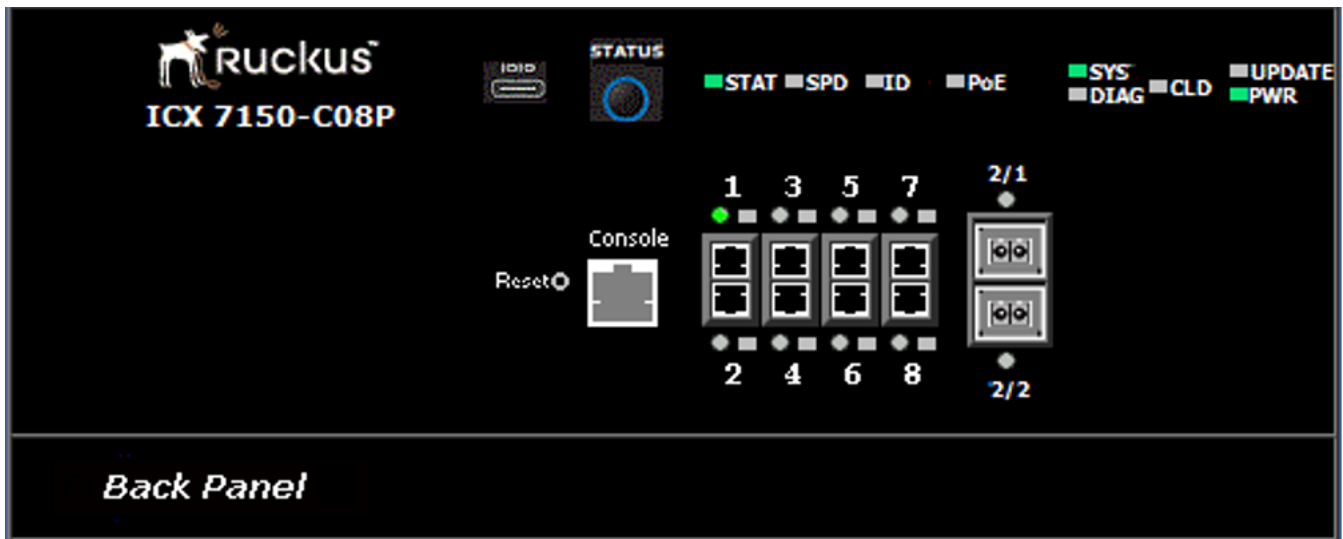 RUCKUS
ICX 7150-C08P
IOIO
STATUS
STAT SPD ID PoE
SYS
DIAG
CLD
UPDATE
PWR
1 3 5 7
2/1
Console
Reset
2 4 6 8
2/2
Back Panel